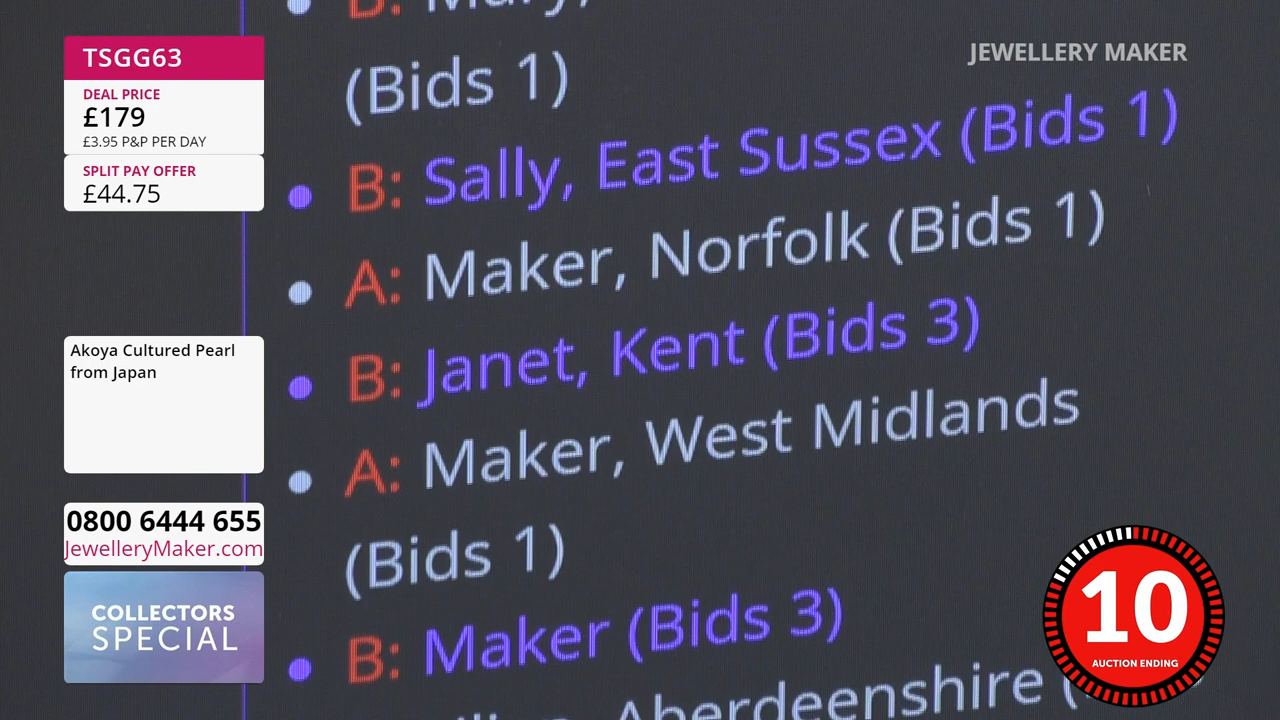 B: Mary,
(Bids 1)
B: Sally, East Sussex (Bids 1)
A: Maker, Norfolk (Bids 1)
B: Janet, Kent (Bids 3)
A: Maker, West Midlands
(Bids 1)
B: Maker (Bids 3)
Aberdeenshire
JEWELLERY MAKER
TSGG63
DEAL PRICE
£179
£3.95 P&P PER DAY
SPLIT PAY OFFER
£44.75
Akoya Cultured Pearl
from Japan
0800 6444 655
JewelleryMaker.com
COLLECTORS
SPECIAL
10
AUCTION ENDING